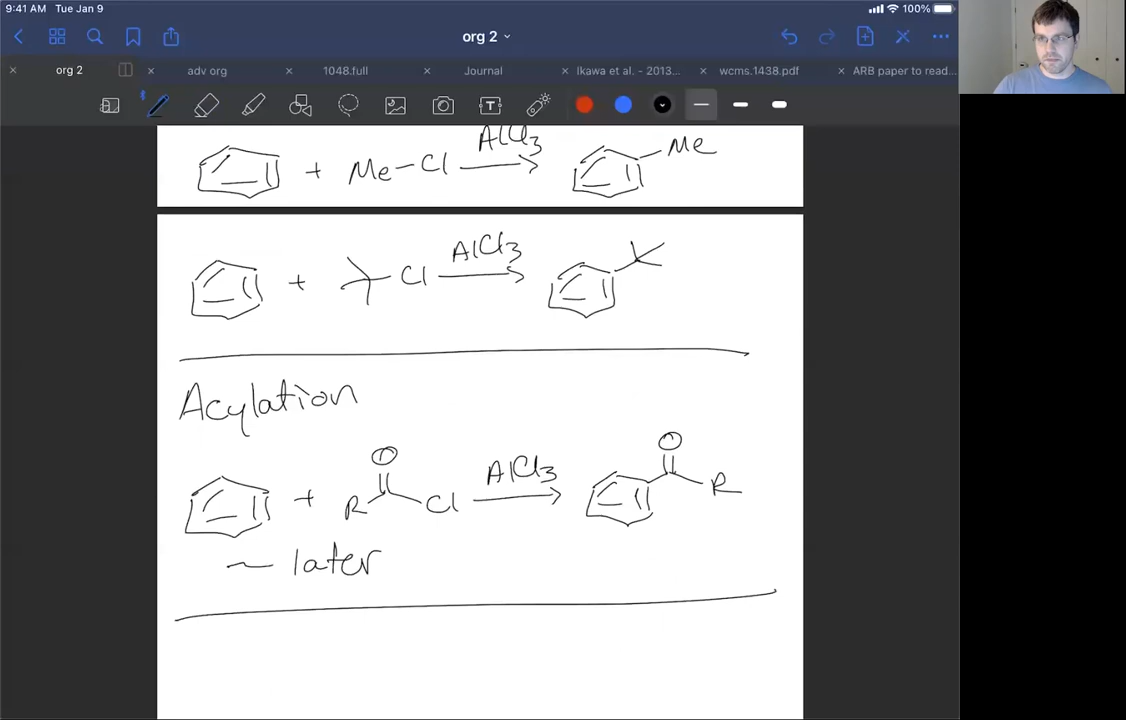 9:41 AM Tue Jan 9
100%
org 2
org 2
adv org
1048.full
Journal
Ikawa et al. - 2013...
wcms.1438.pdf
ARB paper to read...
+ Me-Cl AlCl3 Me
+ Cl AlCl3
Acylation
+ R O Cl AlCl3 O R
~ later